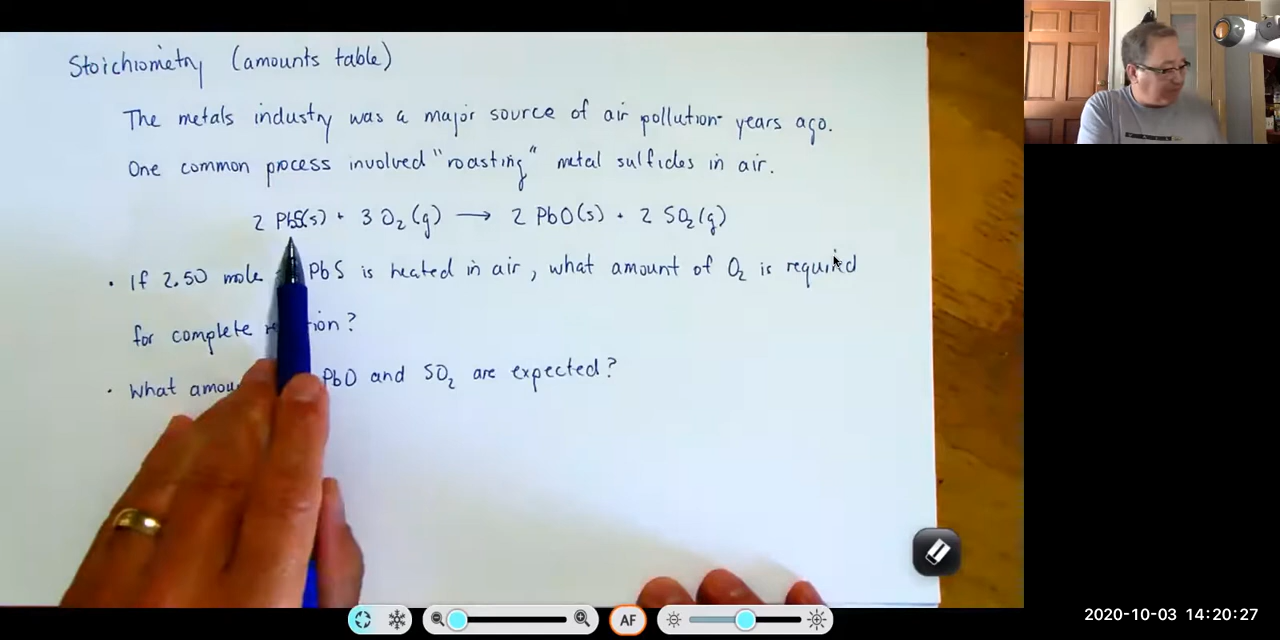 Stoichiometry (amounts table)
The metals industry was a major source of air pollution years ago.
One common process involved "roasting" metal sulfides in air.
2 PbS(s) + 3 O₂(g) → 2 PbO(s) + 2 SO₂(g)
• If 2.50 mole PbS is heated in air, what amount of O₂ is required
for complete
• What PbO and SO₂ are expected?
AF
2020-10-03 14:20:27